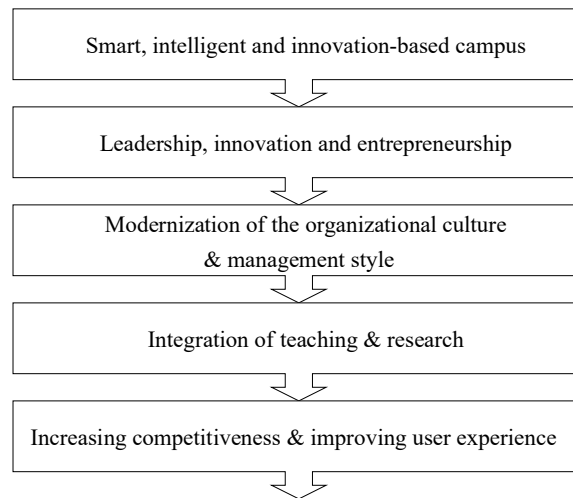 Smart, intelligent and innovation-based campus
Leadership, innovation and entrepreneurship
Modernization of the organizational culture
& management style
Integration of teaching & research
Increasing competitiveness & improving user experience